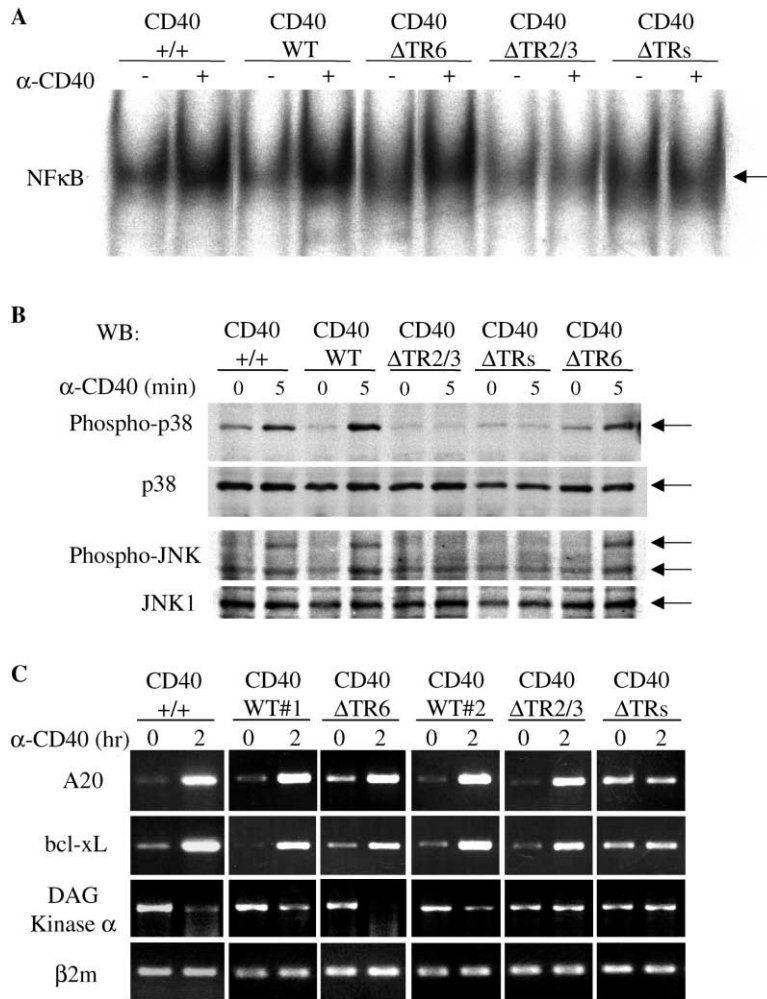 A
CD40 CD40 CD40 CD40 CD40
+/+ WT ΔTR6 ΔTR2/3 ΔTRs
α-CD40 - + - + - + - + - +
NFκB
B
WB: CD40 CD40 CD40 CD40 CD40
+/+ WT ΔTR2/3 ΔTRs ΔTR6
α-CD40 (min) 0 5 0 5 0 5 0 5 0 5
Phospho-p38
p38
Phospho-JNK
JNK1
C
CD40 CD40 CD40 CD40 CD40 CD40
+/+ WT#1 ΔTR6 WT#2 ΔTR2/3 ΔTRs
α-CD40 (hr) 0 2 0 2 0 2 0 2 0 2 0 2
A20
bcl-xL
DAG
Kinase α
β2m